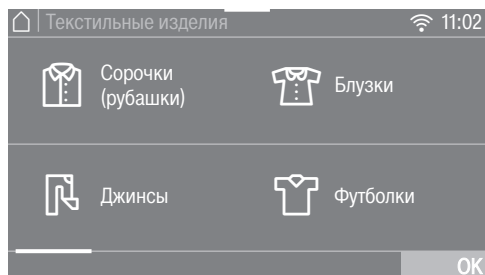 Текстильные изделия 11:02
Сорочки
(рубашки)
Блузки
Джинсы
Футболки
OK